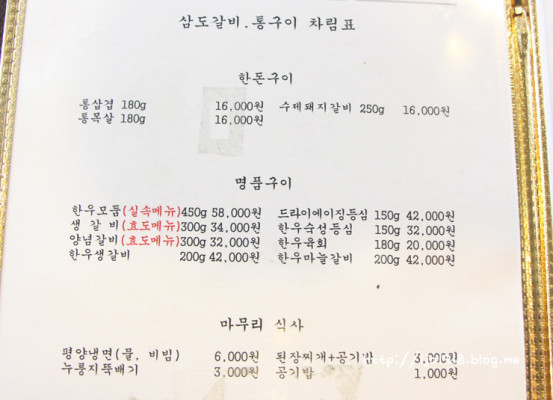 삼도갈비.통구이 차림표
한돈구이
통삼겹 180g 16,000원 수제돼지갈비 250g 16,000원
통목살 180g 16,000원
명품구이
한우모듬(실속메뉴)450g 58,000원 드라이에이징등심 150g 42,000원
생 갈 비(효도메뉴)300g 34,000원 한우숙성등심 150g 32,000원
양념갈비(효도메뉴)300g 32,000원 한우육회 180g 20,000원
한우생갈비 200g 42,000원 한우마늘갈비 200g 42,000원
마무리 식사
평양냉면(물, 비빔) 6,000원 된장찌개+공기밥 3,000원
누룽지뚝배기 3,000원 공기밥 1,000원